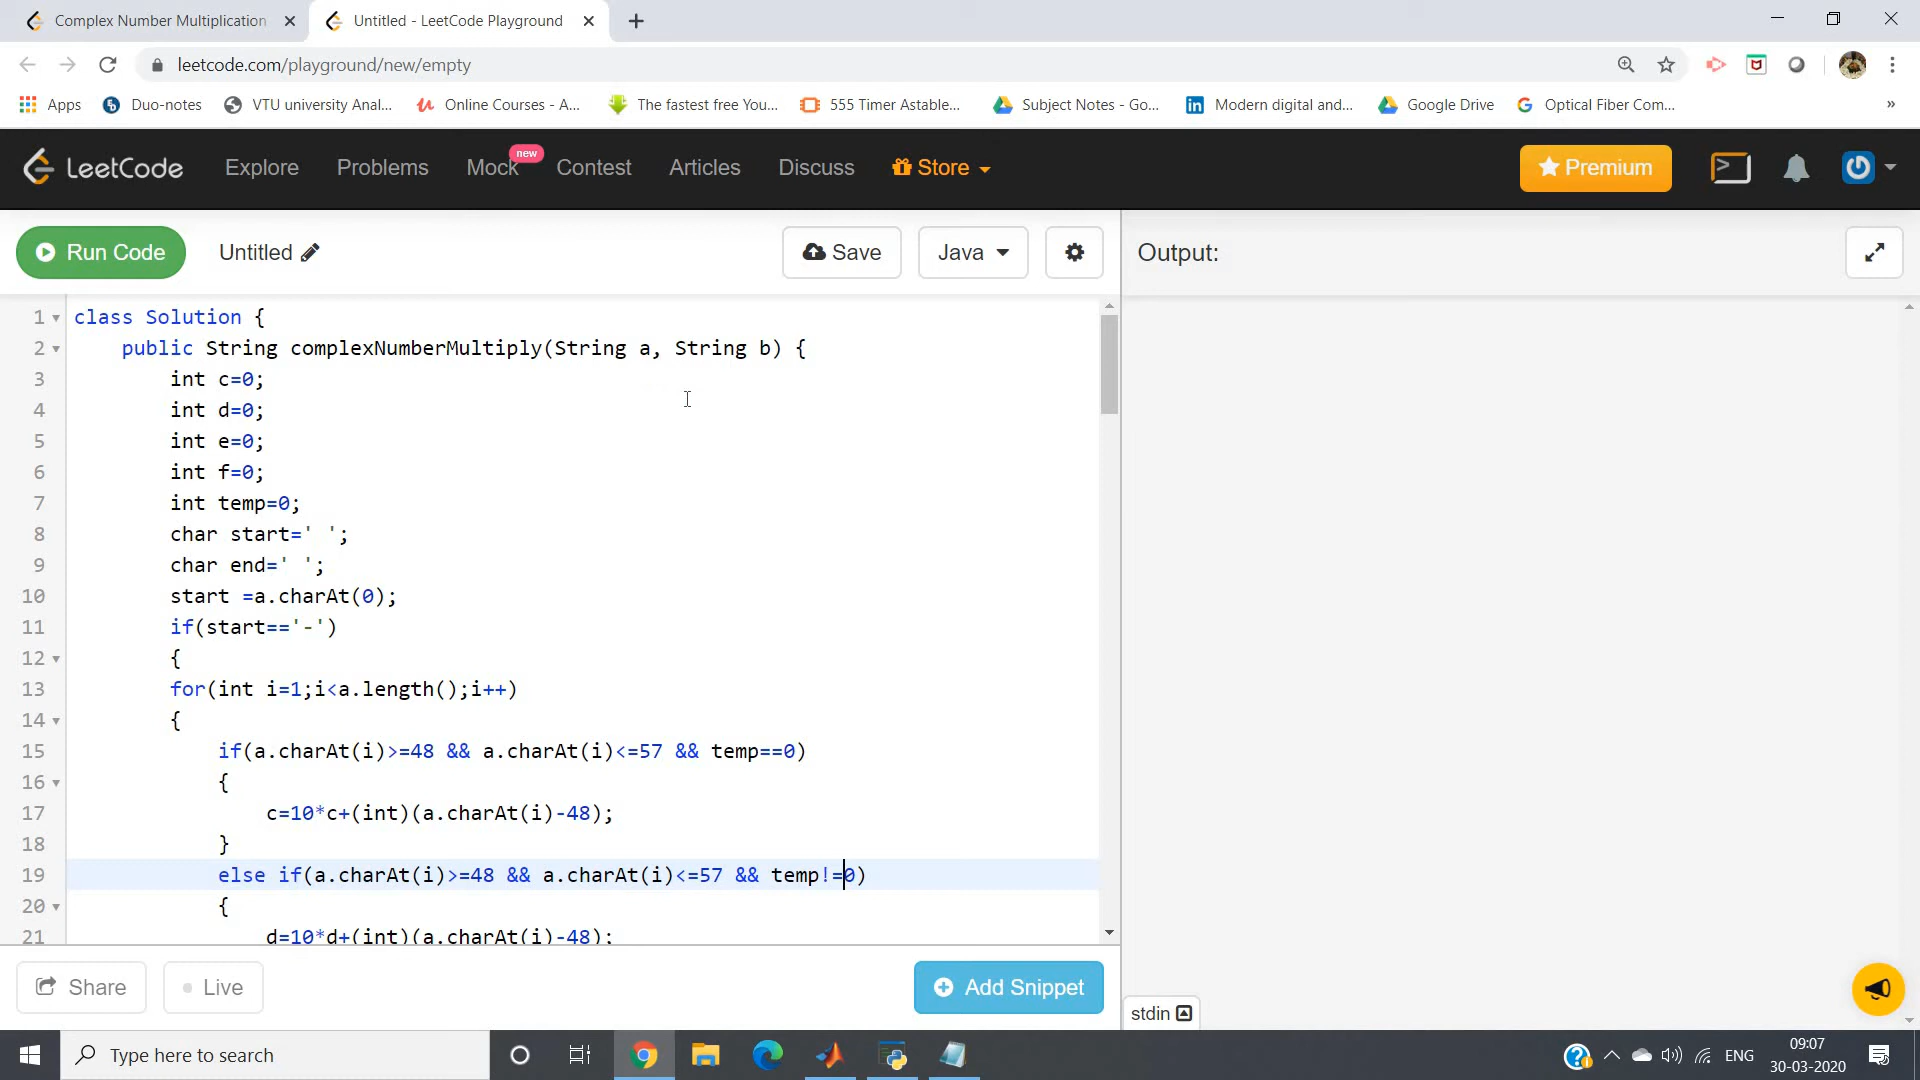 Complex Number Multiplication
Untitled - LeetCode Playground
leetcode.com/playground/new/empty
Apps
Duo-notes
VTU university Anal...
Online Courses - A...
The fastest free You...
555 Timer Astable...
Subject Notes - Go...
Modern digital and...
Google Drive
Optical Fiber Com...
»
LeetCode
Explore
Problems
Mock
new
Contest
Articles
Discuss
Store
Premium
Run Code
Untitled
Save
Java
Output:
1 class Solution {
2 public String complexNumberMultiply(String a, String b) {
3 int c=0;
4 int d=0;
5 int e=0;
6 int f=0;
7 int temp=0;
8 char start=' ';
9 char end=' ';
10 start =a.charAt(0);
11 if(start=='-')
12 {
13 for(int i=1;i<a.length();i++)
14 {
15 if(a.charAt(i)>=48 && a.charAt(i)<=57 && temp==0)
16 {
17 c=10*c+(int)(a.charAt(i)-48);
18 }
19 else if(a.charAt(i)>=48 && a.charAt(i)<=57 && temp!=0)
20 {
21 d=10*d+(int)(a.charAt(i)-48);
Share
Live
Add Snippet
stdin
Type here to search
ENG
09:07
30-03-2020